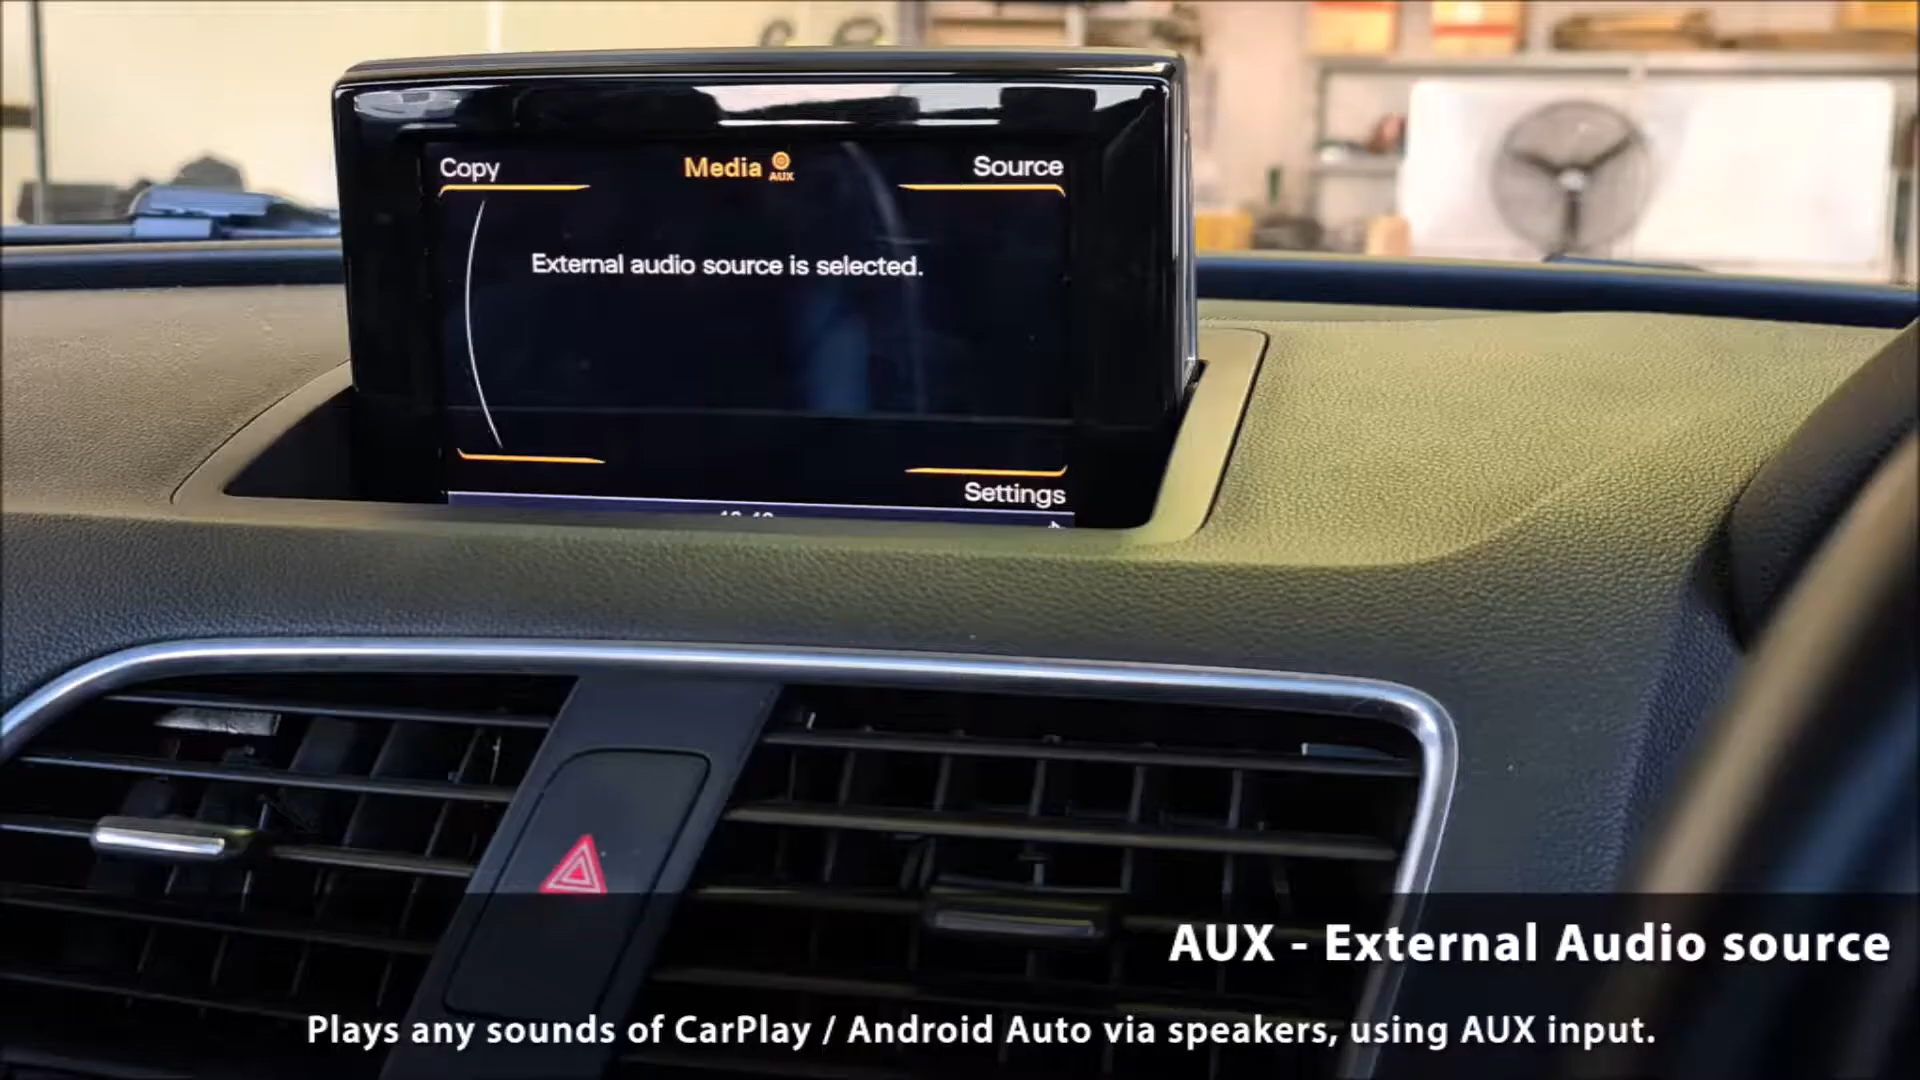 Copy
Media AUX
Source
External audio source is selected.
Settings
AUX - External Audio source
Plays any sounds of CarPlay / Android Auto via speakers, using AUX input.